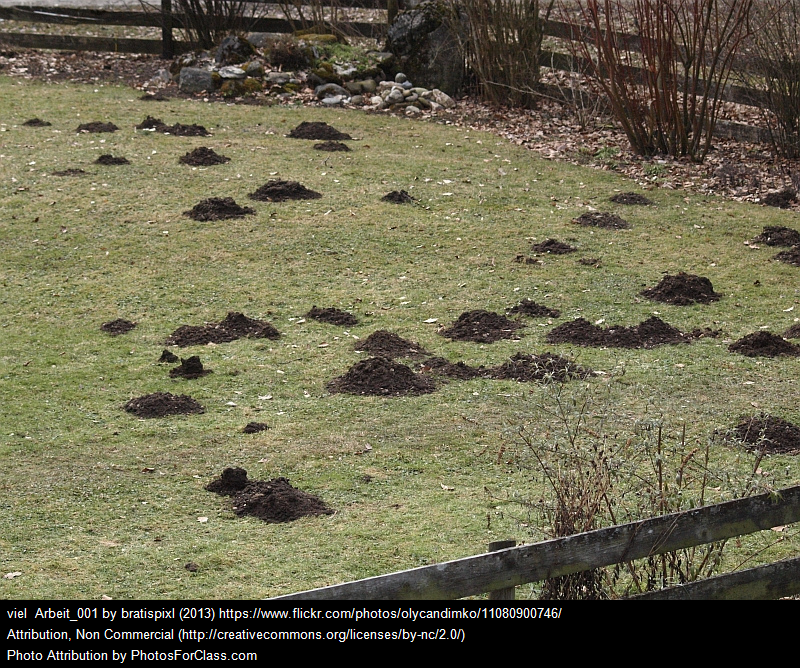 viel  Arbeit_001 by bratispixl (2013) https://www.flickr.com/photos/olycandimko/11080900746/
Attribution, Non Commercial (http://creativecommons.org/licenses/by-nc/2.0/)
Photo Attribution by PhotosForClass.com